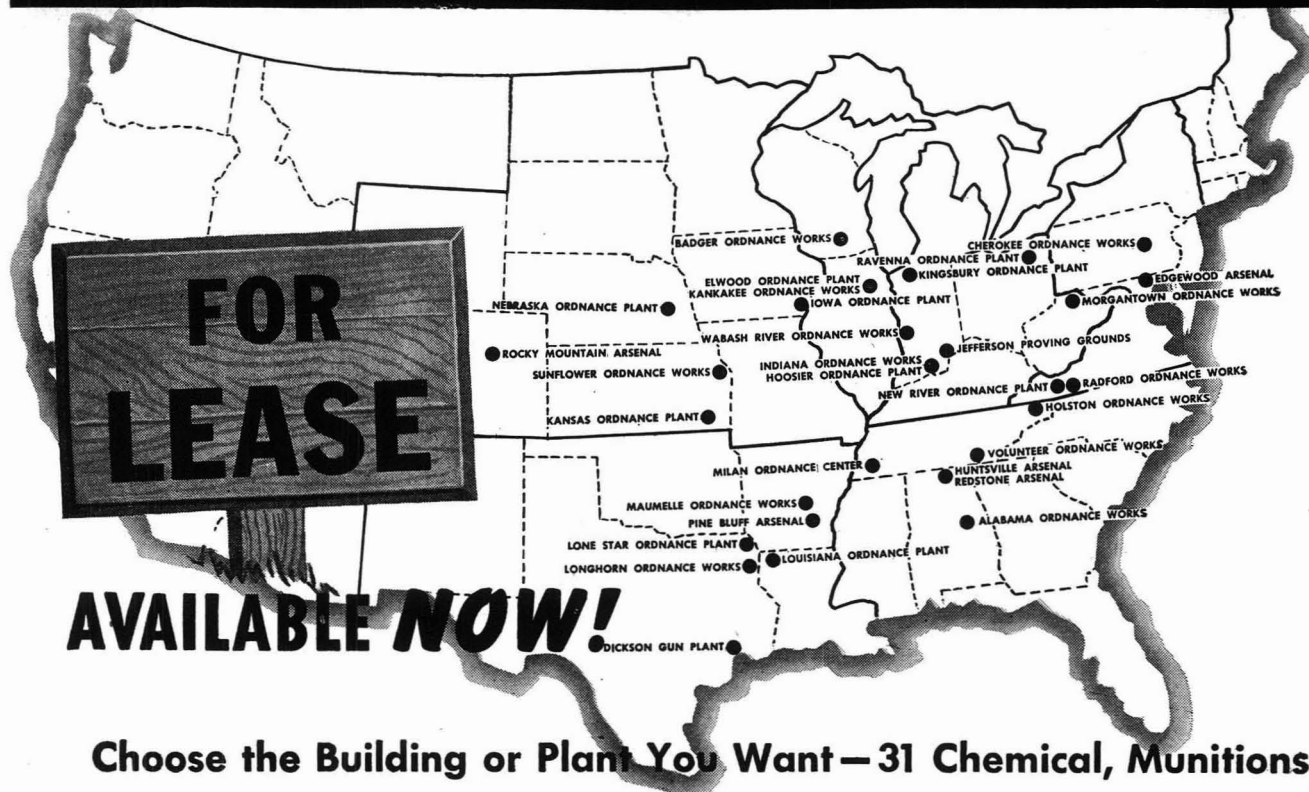 BADGER ORDNANCE WORKS
CHEROKEE ORDNANCE WORKS
RAVENNA ORDNANCE PLANT
KINGSBURY ORDNANCE PLANT
ELWOOD ORDNANCE PLANT
KANKAKEE ORDNANCE WORKS
EDGEWOOD ARSENAL
MORGANTOWN ORDNANCE WORKS
FOR
LEASE
NEBRASKA ORDNANCE PLANT
IOWA ORDNANCE PLANT
WABASH RIVER ORDNANCE WORKS
JEFFERSON PROVING GROUNDS
ROCKY MOUNTAIN ARSENAL
SUNFLOWER ORDNANCE WORKS
INDIANA ORDNANCE WORKS
HOOSIER ORDNANCE PLANT
NEW RIVER ORDNANCE PLANT
RADFORD ORDNANCE WORKS
KANSAS ORDNANCE PLANT
HOLSTON ORDNANCE WORKS
VOLUNTEER ORDNANCE WORKS
MILAN ORDNANCE CENTER
HUNTSVILLE ARSENAL
REDSTONE ARSENAL
MAUMELLE ORDNANCE WORKS
PINE BLUFF ARSENAL
ALABAMA ORDNANCE WORKS
LONE STAR ORDNANCE PLANT
LOUISIANA ORDNANCE PLANT
LONGHORN ORDNANCE WORKS
AVAILABLE NOW!
DICKSON GUN PLANT
Choose the Building or Plant You Want—31 Chemical, Munitions